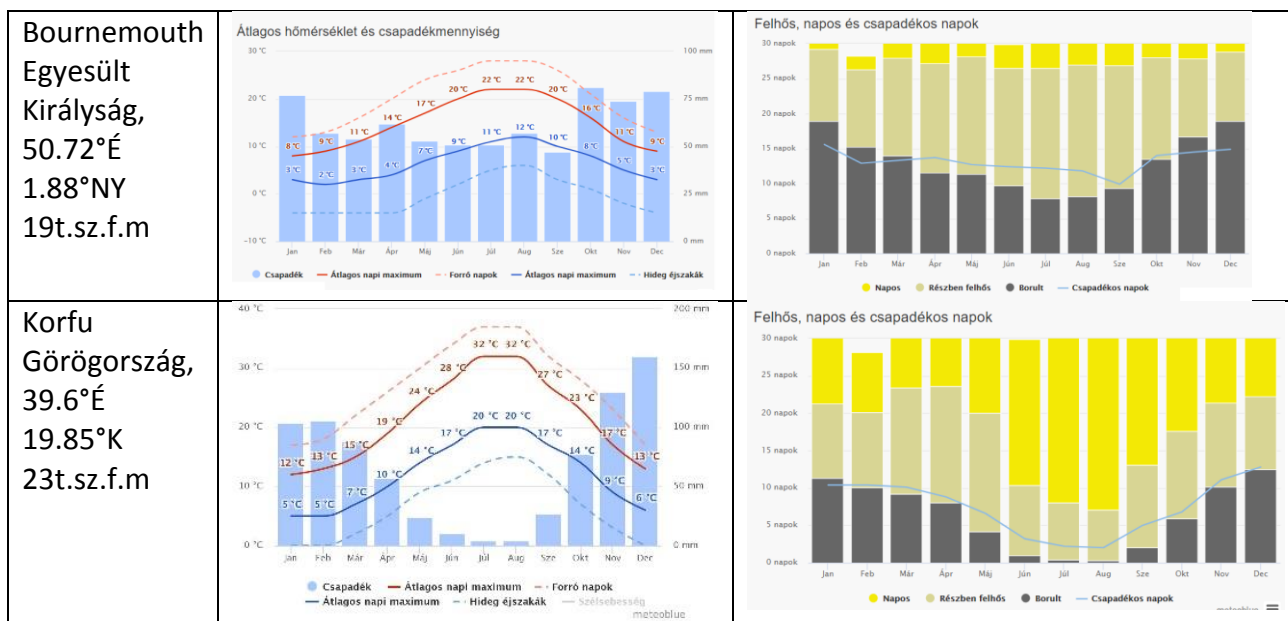 Bournemouth
Egyesült
Királyság,
50.72°É
1.88°NY
19t.sz.f.m
Átlagos hőmérséklet és csapadékmennyiség
30 °C
20 °C
10 °C
0 °C
-10 °C
100 mm
75 mm
50 mm
25 mm
0 mm
8 °C 9 °C 11 °C 14 °C 17 °C 20 °C 22 °C 22 °C 20 °C 16 °C 11 °C 9 °C
3 °C 2 °C 3 °C 4 °C 7 °C 9 °C 11 °C 12 °C 10 °C 8 °C 5 °C 3 °C
Jan Feb Már Ápr Máj Jún Júl Aug Sze Okt Nov Dec
Csapadék Átlagos napi maximum Forró napok Átlagos napi maximum Hideg éjszakák
Felhős, napos és csapadékos napok
30 napok
25 napok
20 napok
15 napok
10 napok
5 napok
0 napok
Jan Feb Már Ápr Máj Jún Júl Aug Sze Okt Nov Dec
Napos Részben felhős Borult Csapadékos napok
Korfu
Görögország,
39.6°É
19.85°K
23t.sz.f.m
40 °C
30 °C
20 °C
10 °C
0 °C
200 mm
150 mm
100 mm
50 mm
0 mm
12 °C 13 °C 15 °C 19 °C 24 °C 28 °C 32 °C 32 °C 27 °C 23 °C 17 °C 13 °C
5 °C 5 °C 7 °C 10 °C 14 °C 17 °C 20 °C 20 °C 17 °C 14 °C 9 °C 6 °C
Jan Feb Már Ápr Máj Jún Júl Aug Sze Okt Nov Dec
Csapadék Átlagos napi maximum Forró napok
Átlagos napi maximum Hideg éjszakák Szélsebesség
meteoblue
Felhős, napos és csapadékos napok
30 napok
25 napok
20 napok
15 napok
10 napok
5 napok
0 napok
Jan Feb Már Ápr Máj Jún Júl Aug Sze Okt Nov Dec
Napos Részben felhős Borult Csapadékos napok
meteoblue